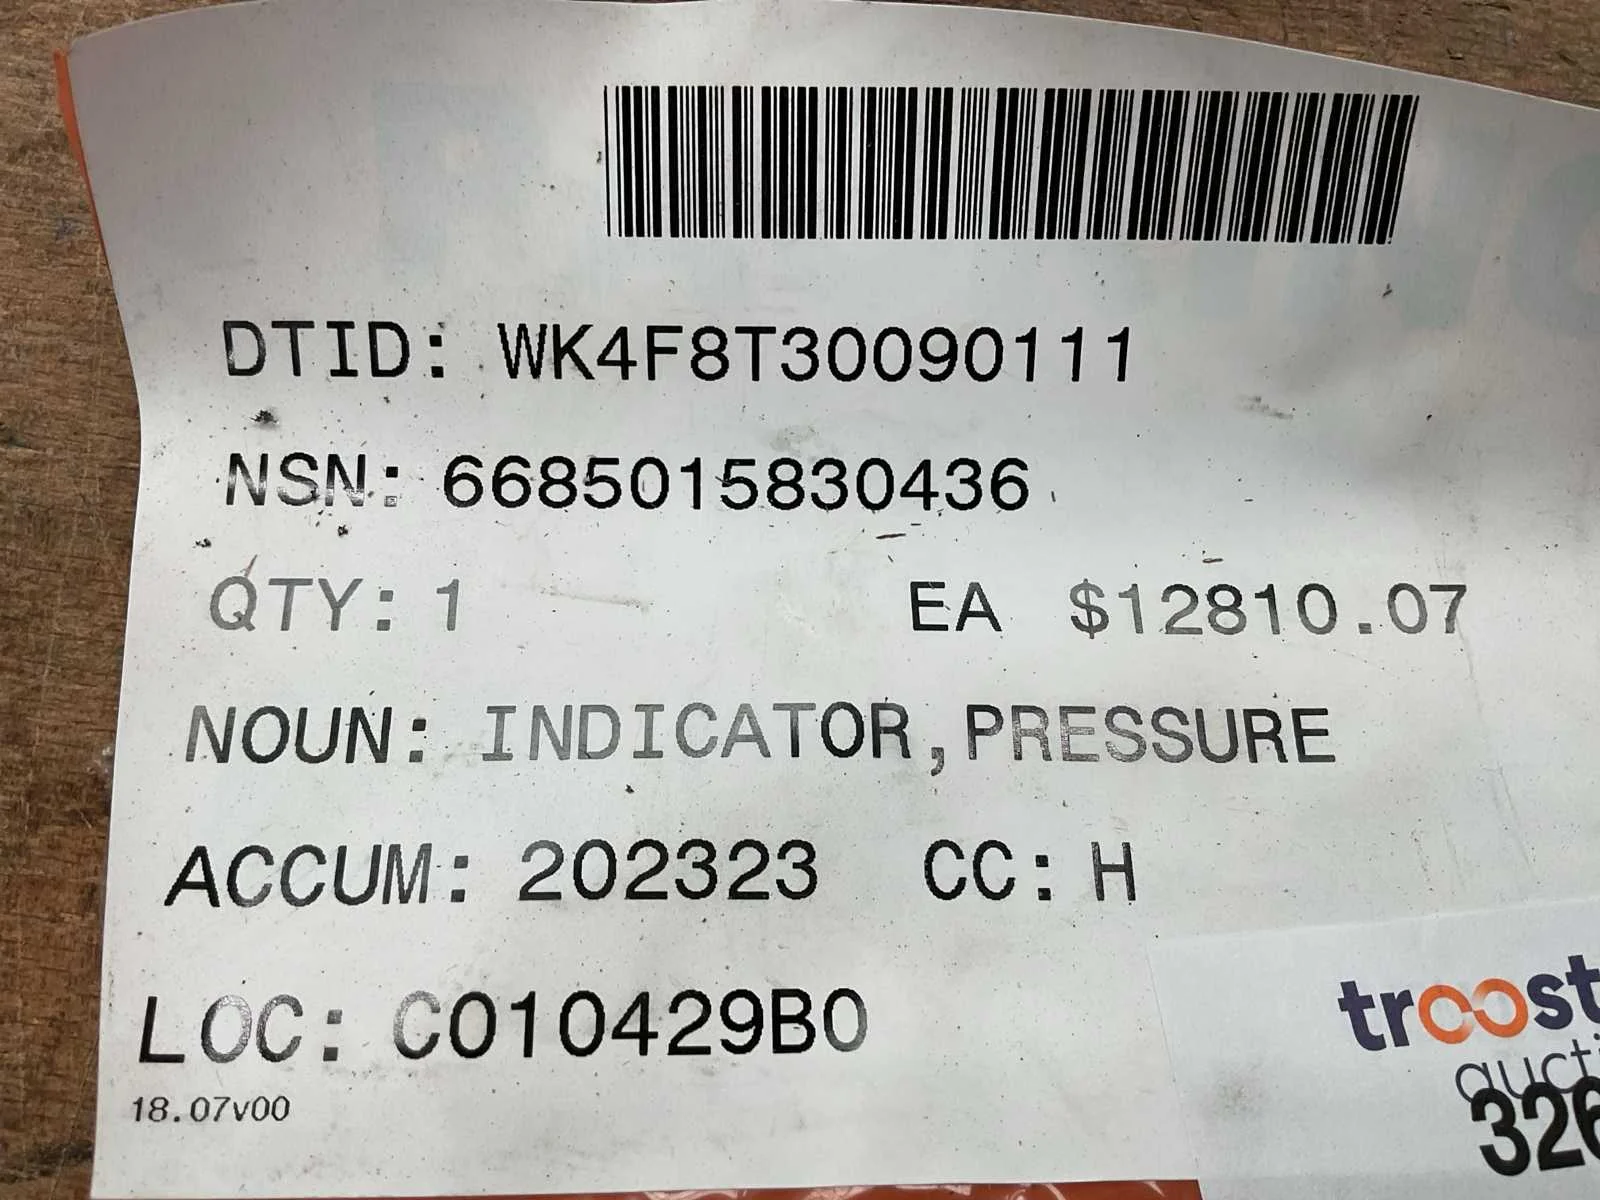 DTID: WK4F8T30090111
NSN: 6685015830436
QTY: 1 EA $12810.07
NOUN: INDICATOR,PRESSURE
ACCUM: 202323 CC: H
LOC: C010429B0
18.07v00
troost
aucti
326